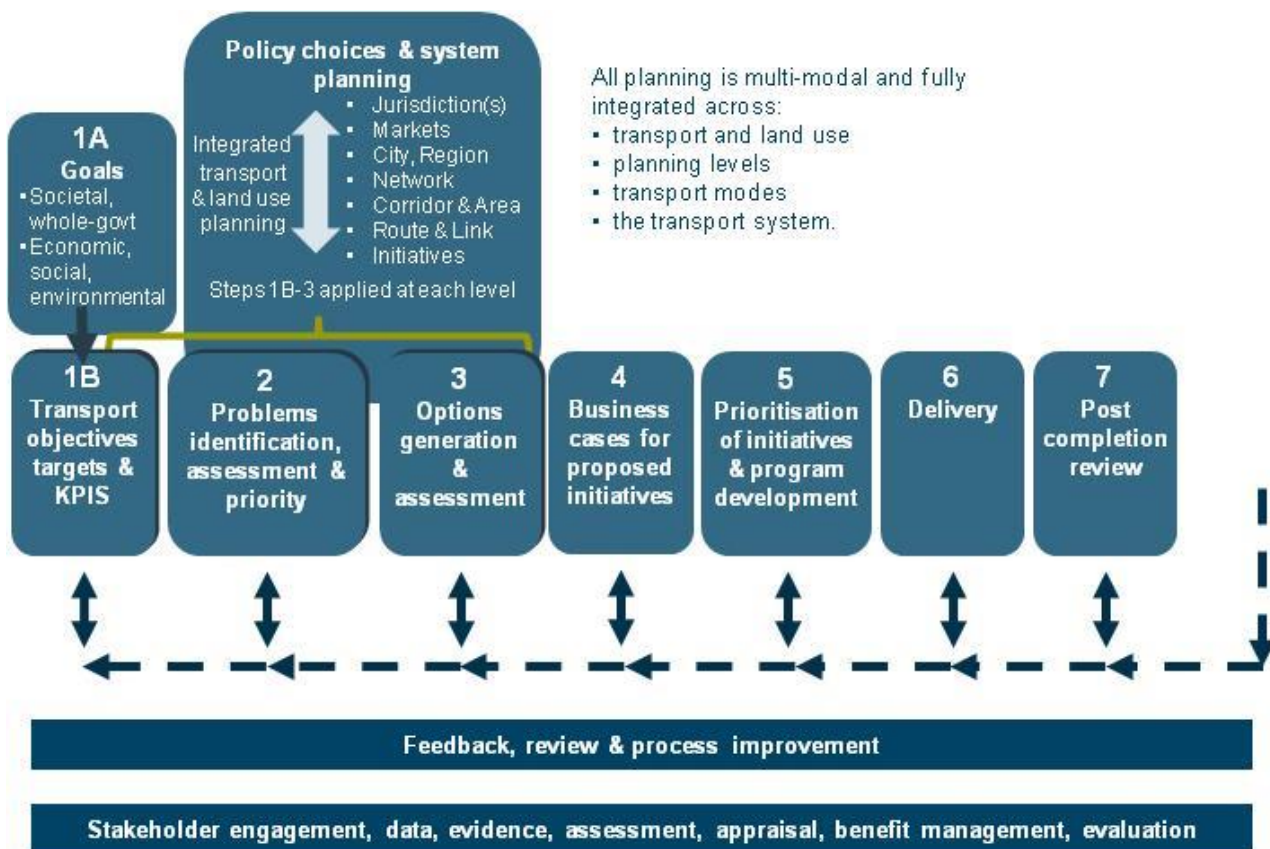 Policy choices & system
planning
Integrated
transport
& land use
planning
▪ Jurisdiction(s)
▪ Markets
▪ City, Region
▪ Network
▪ Corridor & Area
▪ Route & Link
▪ Initiatives
Steps 1B-3 applied at each level
All planning is multi-modal and fully
integrated across:
▪ transport and land use
▪ planning levels
▪ transport modes
▪ the transport system.
1A
Goals
▪Societal,
whole-govt
▪Economic,
social,
environmental
1B
Transport
objectives
targets &
KPIS
2
Problems
identification,
assessment &
priority
3
Options
generation
&
assessment
4
Business
cases for
proposed
initiatives
5
Prioritisation
of initiatives
& program
development
6
Delivery
7
Post
completion
review
Feedback, review & process improvement
Stakeholder engagement, data, evidence, assessment, appraisal, benefit management, evaluation